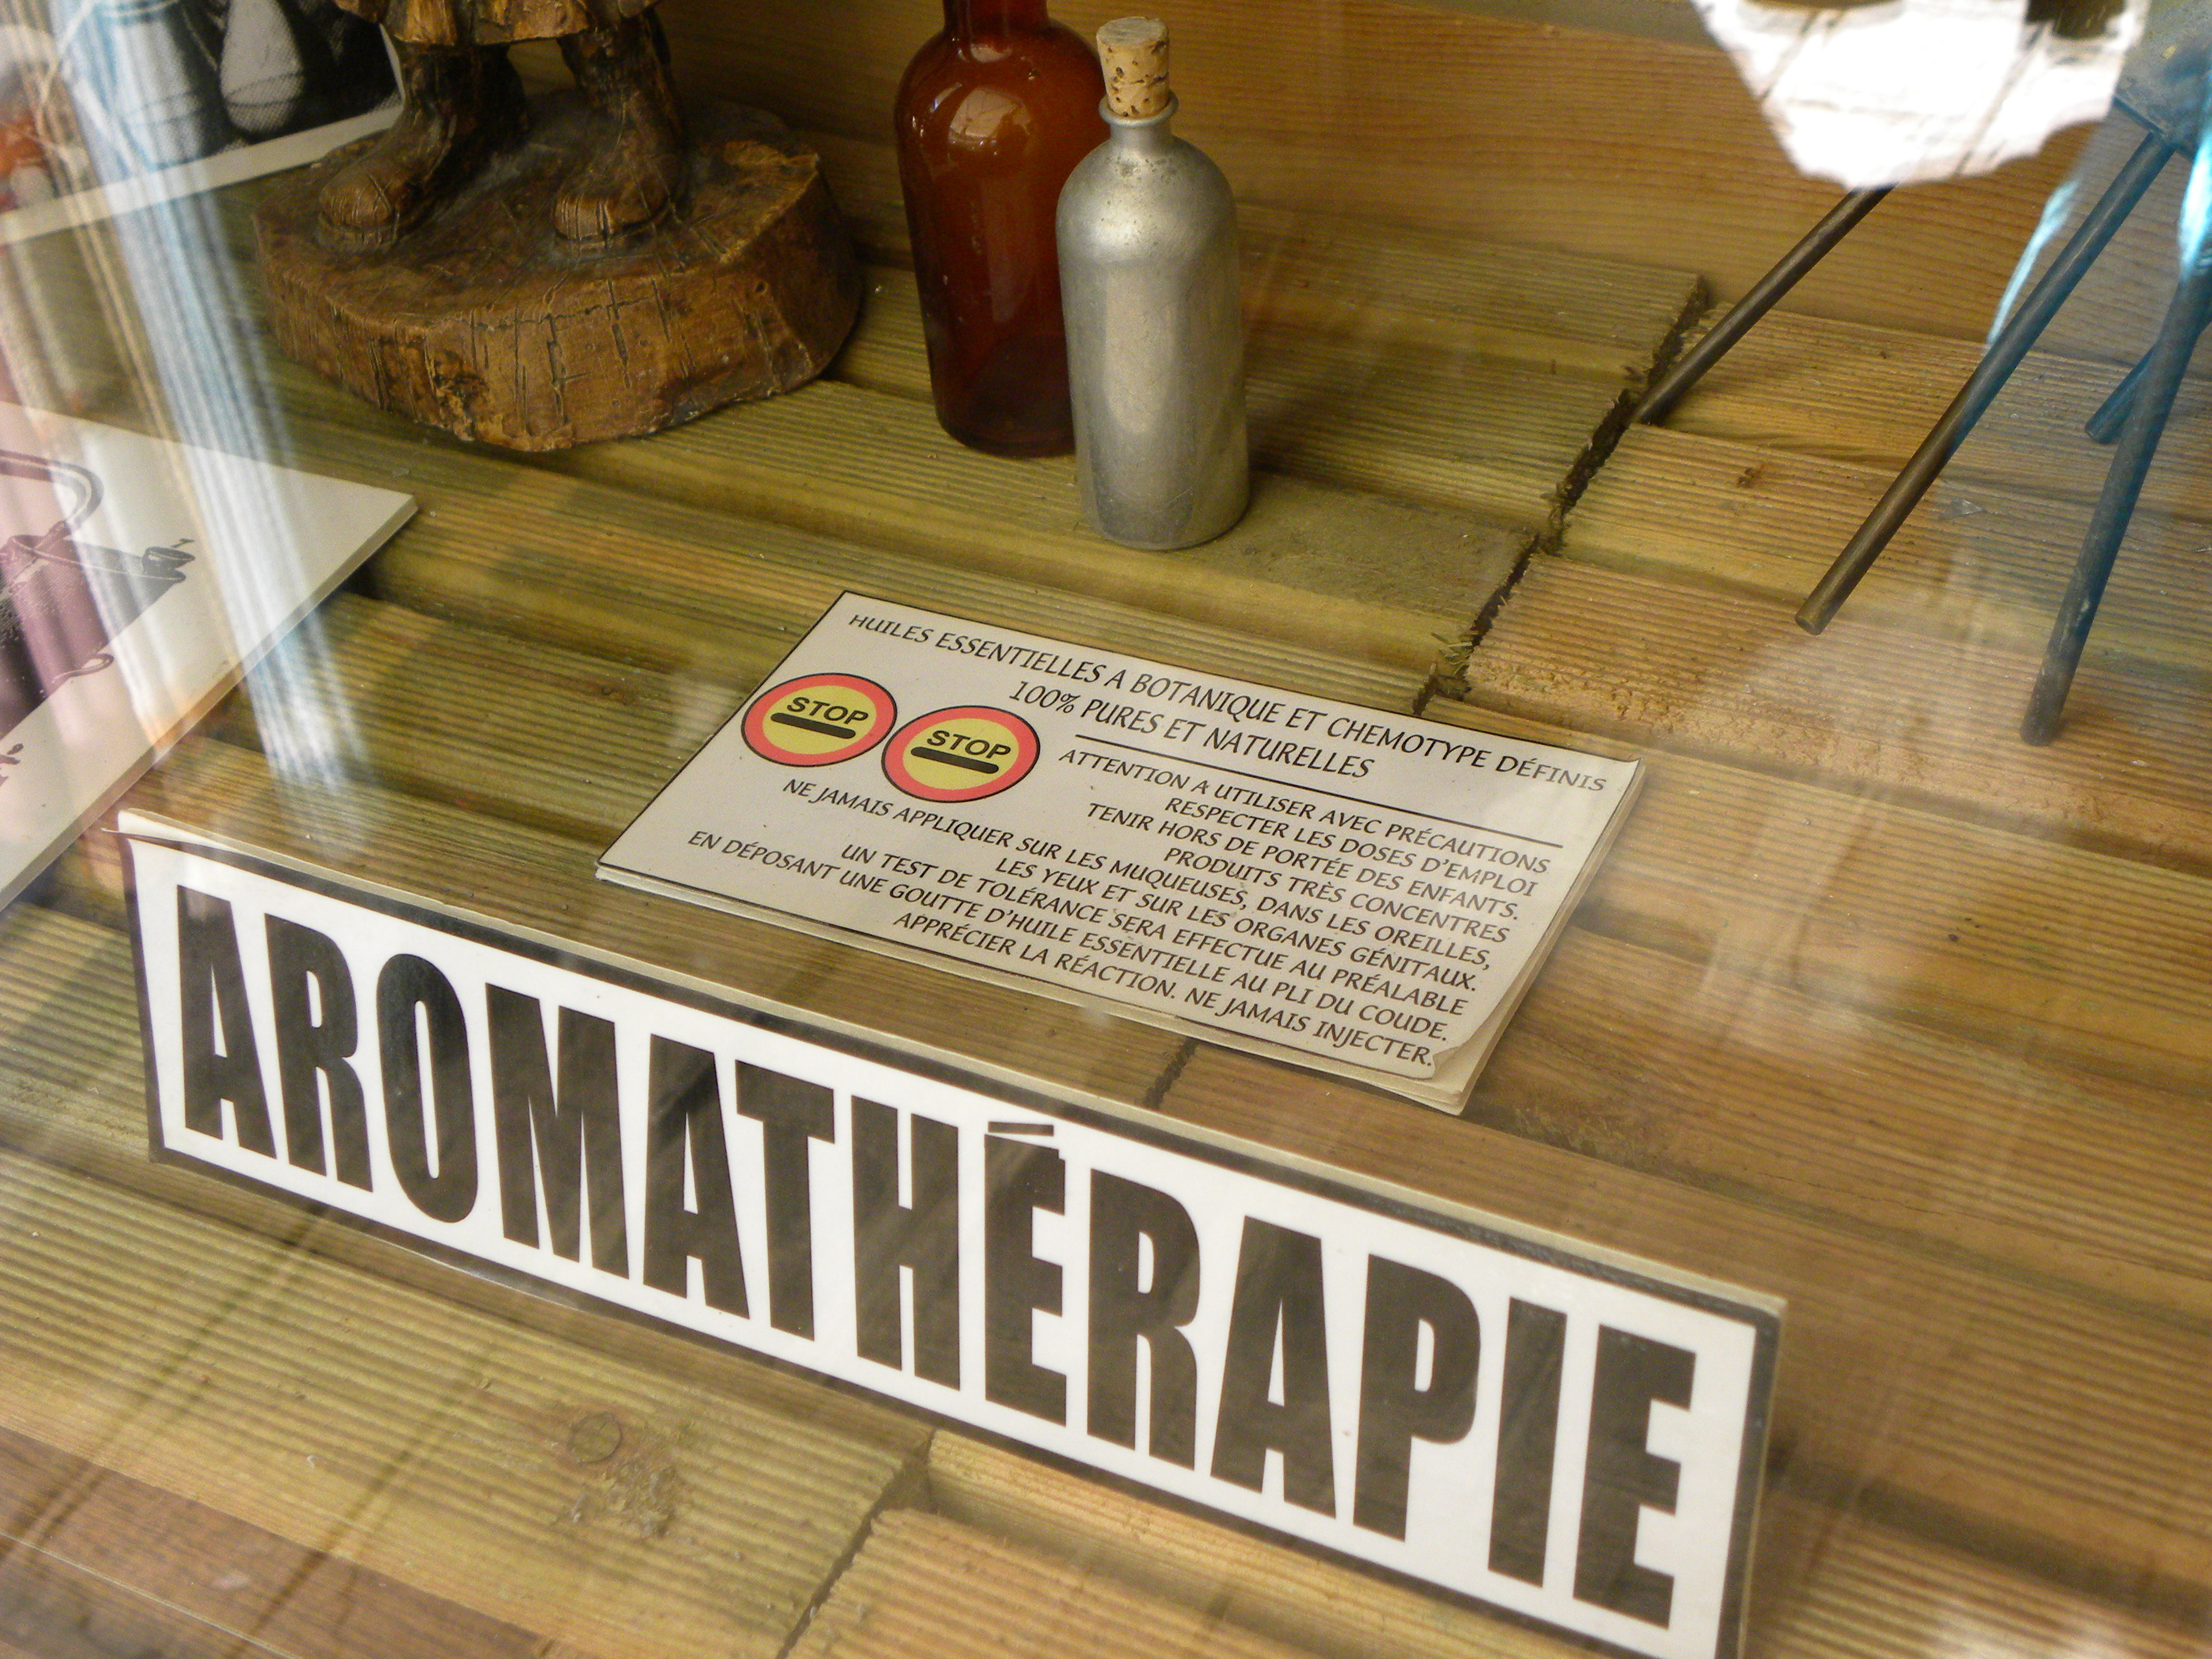 HUILES ESSENTIELLES A BOTANIQUE ET CHEMOTYPE DÉFINIS
100% PURES ET NATURELLES
STOP
STOP
ATTENTION A UTILISER AVEC PRÉCAUTIONS
RESPECTER LES DOSES D'EMPLOI
TENIR HORS DE PORTÉE DES ENFANTS.
PRODUITS TRÈS CONCENTRES
NE JAMAIS APPLIQUER SUR LES MUQUEUSES, DANS LES OREILLES,
LES YEUX ET SUR LES ORGANES GÉNITAUX.
UN TEST DE TOLÉRANCE SERA EFFECTUE AU PRÉALABLE
EN DÉPOSANT UNE GOUTTE D'HUILE ESSENTIELLE AU PLI DU COUDE.
APPRÉCIER LA RÉACTION. NE JAMAIS INJECTER.
AROMATHÉRAPIE